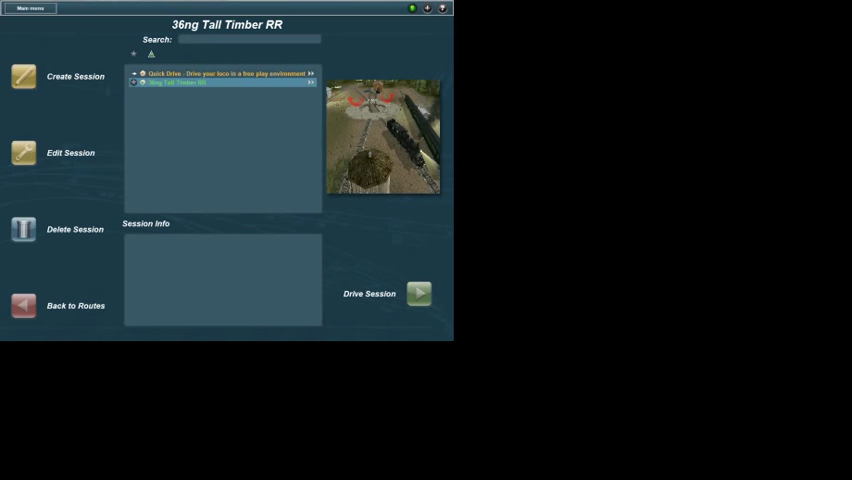 Main menu
36ng Tall Timber RR
Search:
Create Session
Quick Drive - Drive your loco in a free play environment
36ng Tall Timber RR
Edit Session
Delete Session
Session Info
Drive Session
Back to Routes